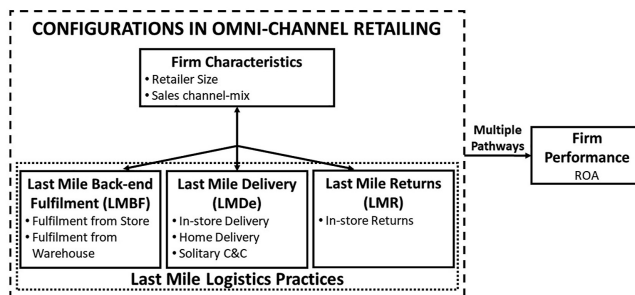 CONFIGURATIONS IN OMNI-CHANNEL RETAILING
Firm Characteristics
• Retailer Size
• Sales channel-mix
Multiple
Pathways
Firm
Performance
ROA
Last Mile Back-end
Fulfilment (LMBF)
• Fulfilment from Store
• Fulfilment from
Warehouse
Last Mile Delivery
(LMDe)
• In-store Delivery
• Home Delivery
• Solitary C&C
Last Mile Returns
(LMR)
• In-store Returns
Last Mile Logistics Practices